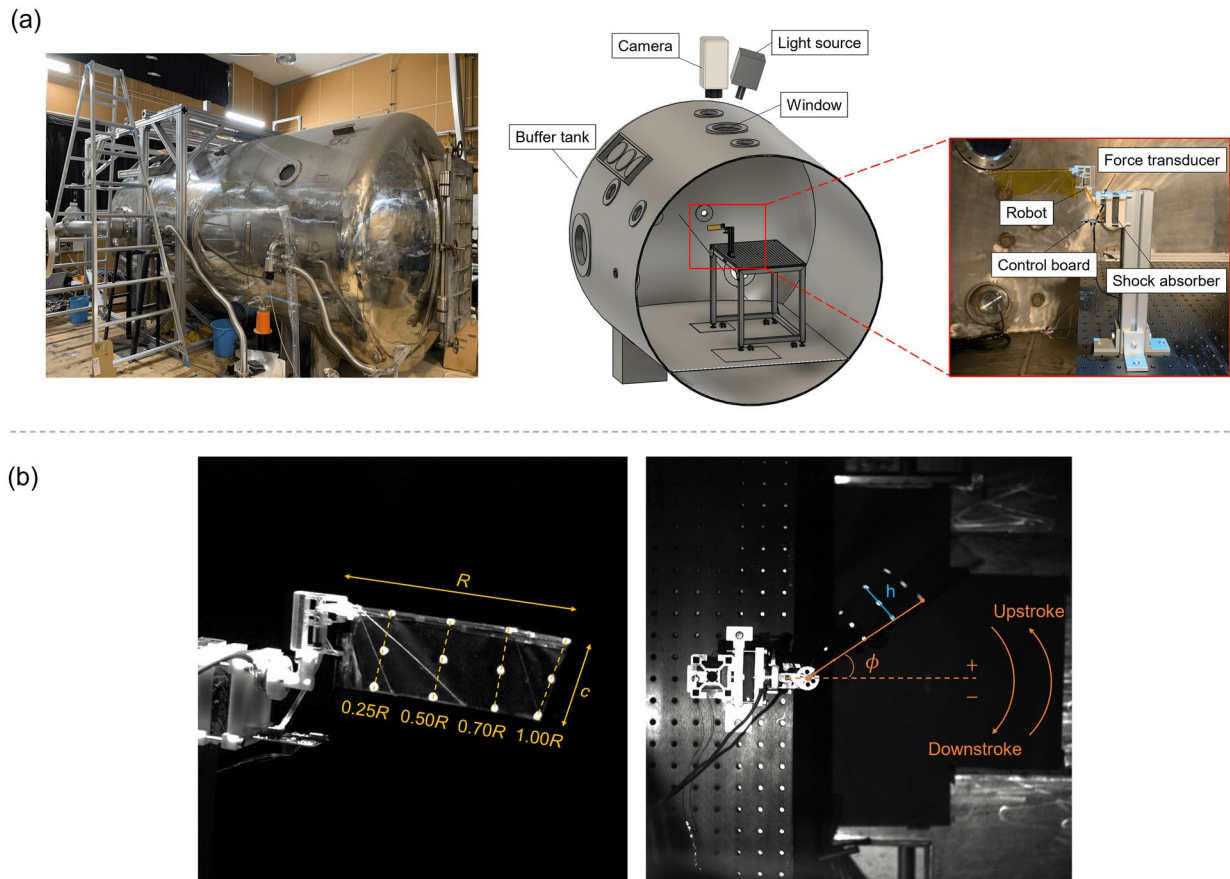 (a)
Camera
Light source
Window
Buffer tank
Force transducer
Robot
Control board
Shock absorber
(b)
R
c
0.25R 0.50R 0.70R 1.00R
h
ϕ
Upstroke
+
−
Downstroke